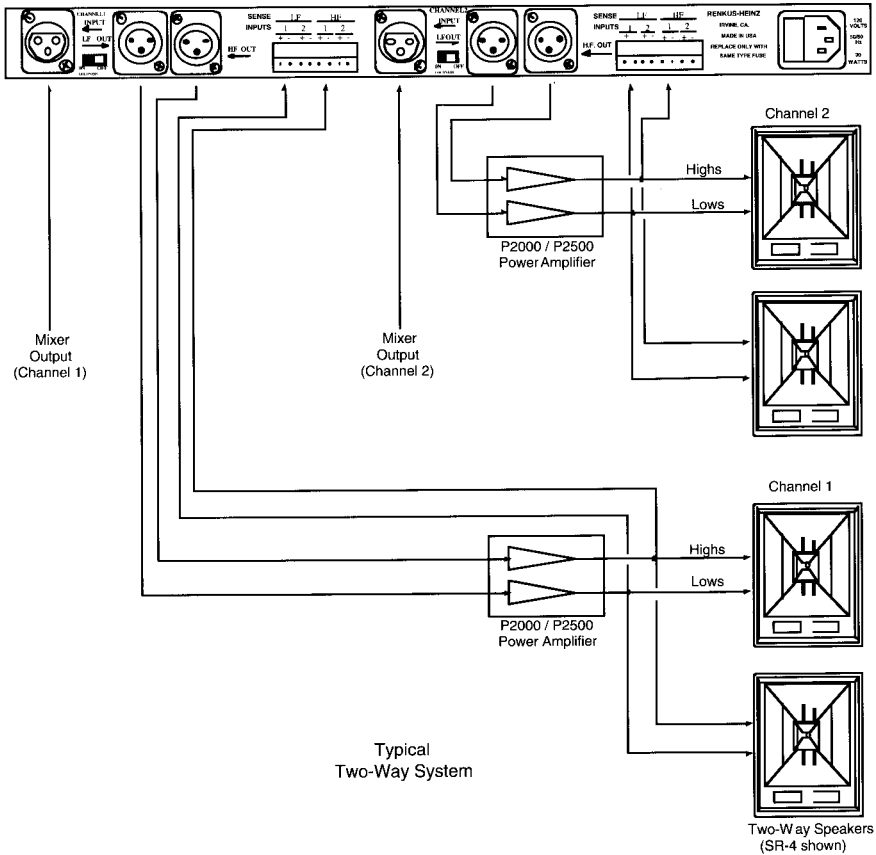 CHANNEL1
INPUT
LF OUT
HF OUT
SENSE LF HF
INPUTS 1 2 1 2
+ - + - + - + -
CHANNEL2
INPUT
LF OUT
H.F. OUT
SENSE LF HF
INPUTS 1 2 1 2
RENKUS-HEINZ
IRVINE, CA.
MADE IN USA
REPLACE ONLY WITH
SAME TYPE FUSE
120
VOLTS
50/60
Hz
20
WATTS
Channel 2
Highs
Lows
P2000 / P2500
Power Amplifier
Mixer
Output
(Channel 1)
Mixer
Output
(Channel 2)
Channel 1
Highs
Lows
P2000 / P2500
Power Amplifier
Typical
Two-Way System
Two-Way Speakers
(SR-4 shown)